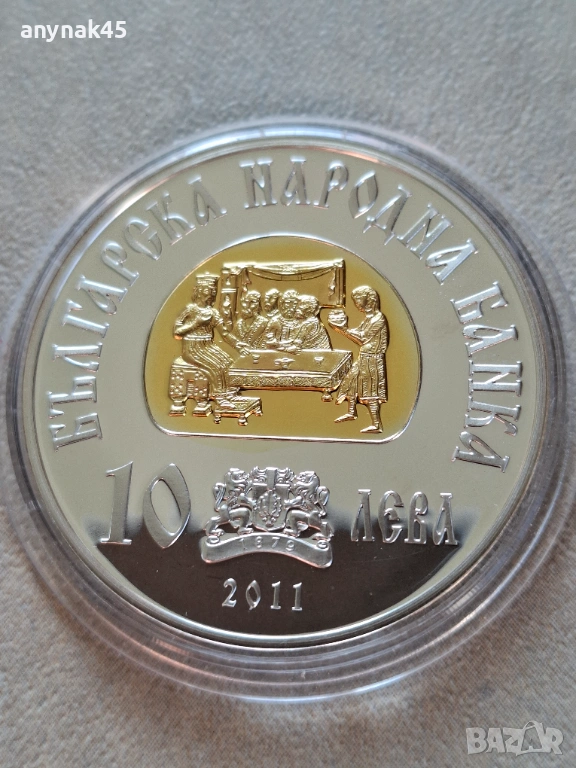 anynak45
БЪЛГАРСКА НАРОДНА БАНКА
10 ЛЕВА
1879
2011
BAZAR